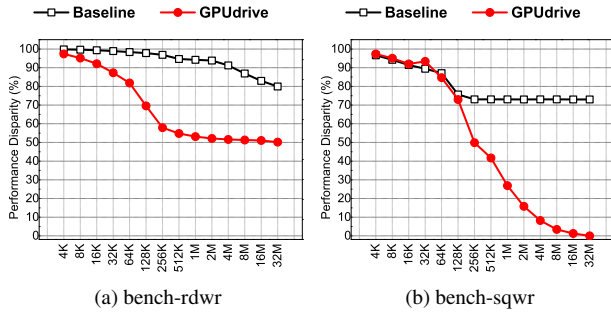 Baseline GPUdrive
Performance Disparity (%)
100
90
80
70
60
50
40
30
20
10
0
4K 8K 16K 32K 64K 128K 256K 512K 1M 2M 4M 8M 16M 32M
(a) bench-rdwr
Baseline GPUdrive
Performance Disparity (%)
100
90
80
70
60
50
40
30
20
10
0
4K 8K 16K 32K 64K 128K 256K 512K 1M 2M 4M 8M 16M 32M
(b) bench-sqwr